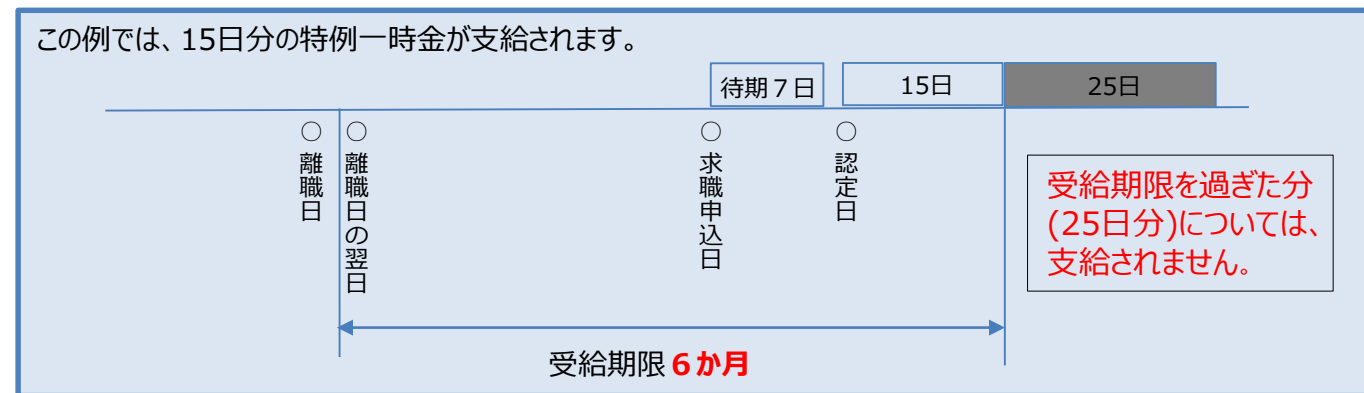 この例では、15日分の特例一時金が支給されます。
待期７日
15日
25日
○離職日
○離職日の翌日
○求職申込日
○認定日
受給期限を過ぎた分
(25日分)については、
支給されません。
受給期限６か月